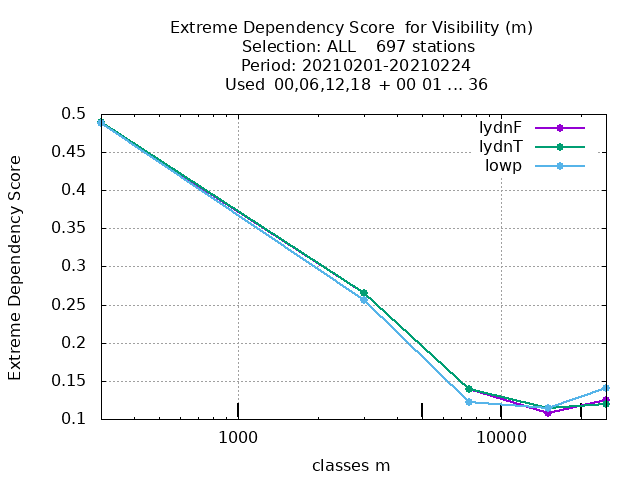 Extreme Dependency Score  for Visibility (m)
Selection: ALL    697 stations
Period: 20210201-20210224
Used  00,06,12,18  + 00 01 ... 36
lydnF
lydnT
lowp
Extreme Dependency Score
0.5
0.45
0.4
0.35
0.3
0.25
0.2
0.15
0.1
1000
10000
classes m